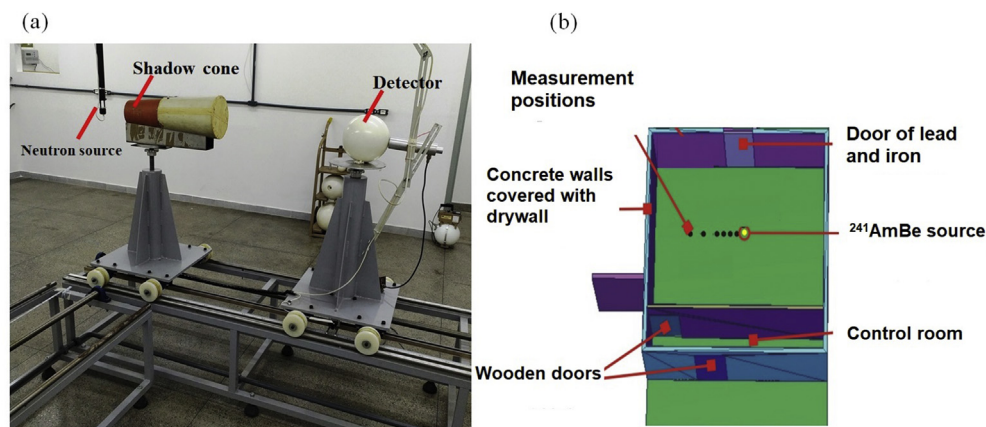 (a)
Shadow cone
Detector
Neutron source
(b)
Measurement
positions
Door of lead
and iron
Concrete walls
covered with
drywall
²⁴¹AmBe source
Control room
Wooden doors